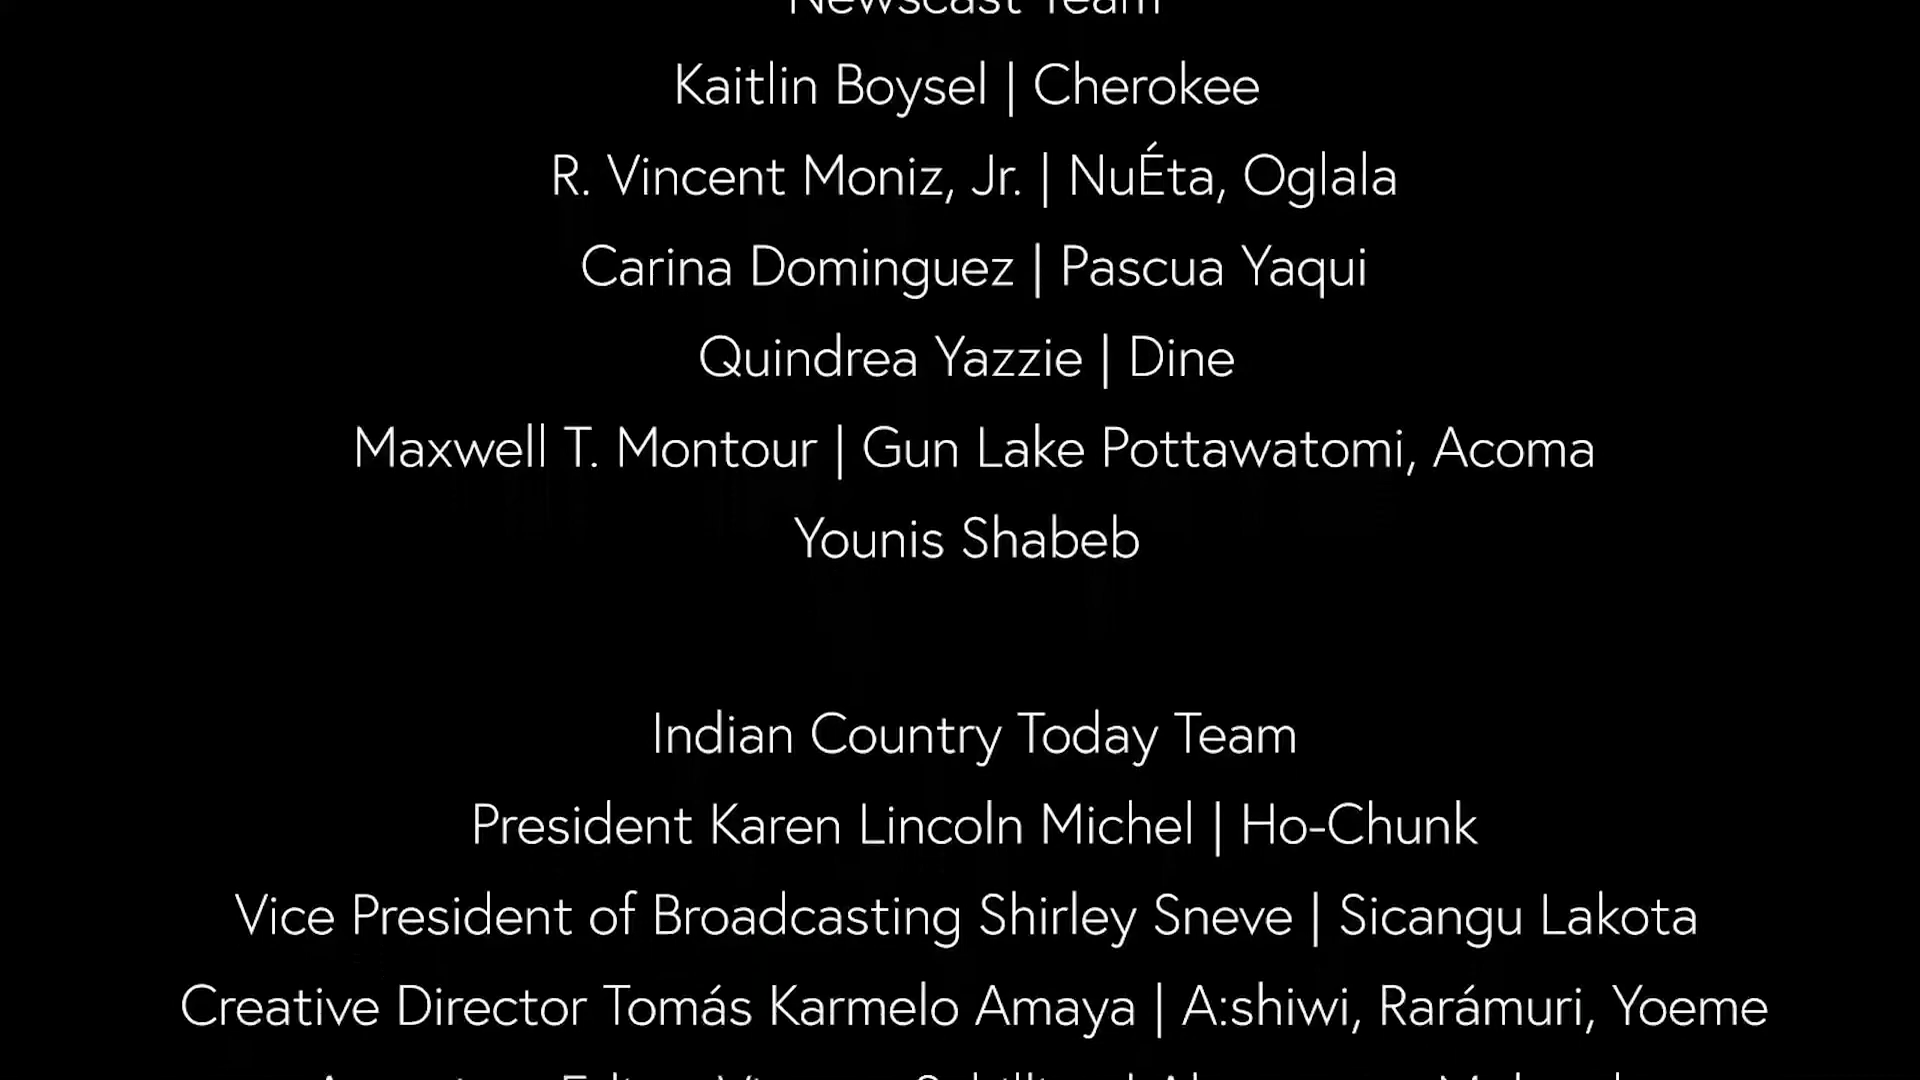 Newscast Team
Kaitlin Boysel | Cherokee
R. Vincent Moniz, Jr. | NuÉta, Oglala
Carina Dominguez | Pascua Yaqui
Quindrea Yazzie | Dine
Maxwell T. Montour | Gun Lake Pottawatomi, Acoma
Younis Shabeb
Indian Country Today Team
President Karen Lincoln Michel | Ho-Chunk
Vice President of Broadcasting Shirley Sneve | Sicangu Lakota
Creative Director Tomás Karmelo Amaya | A:shiwi, Rarámuri, Yoeme